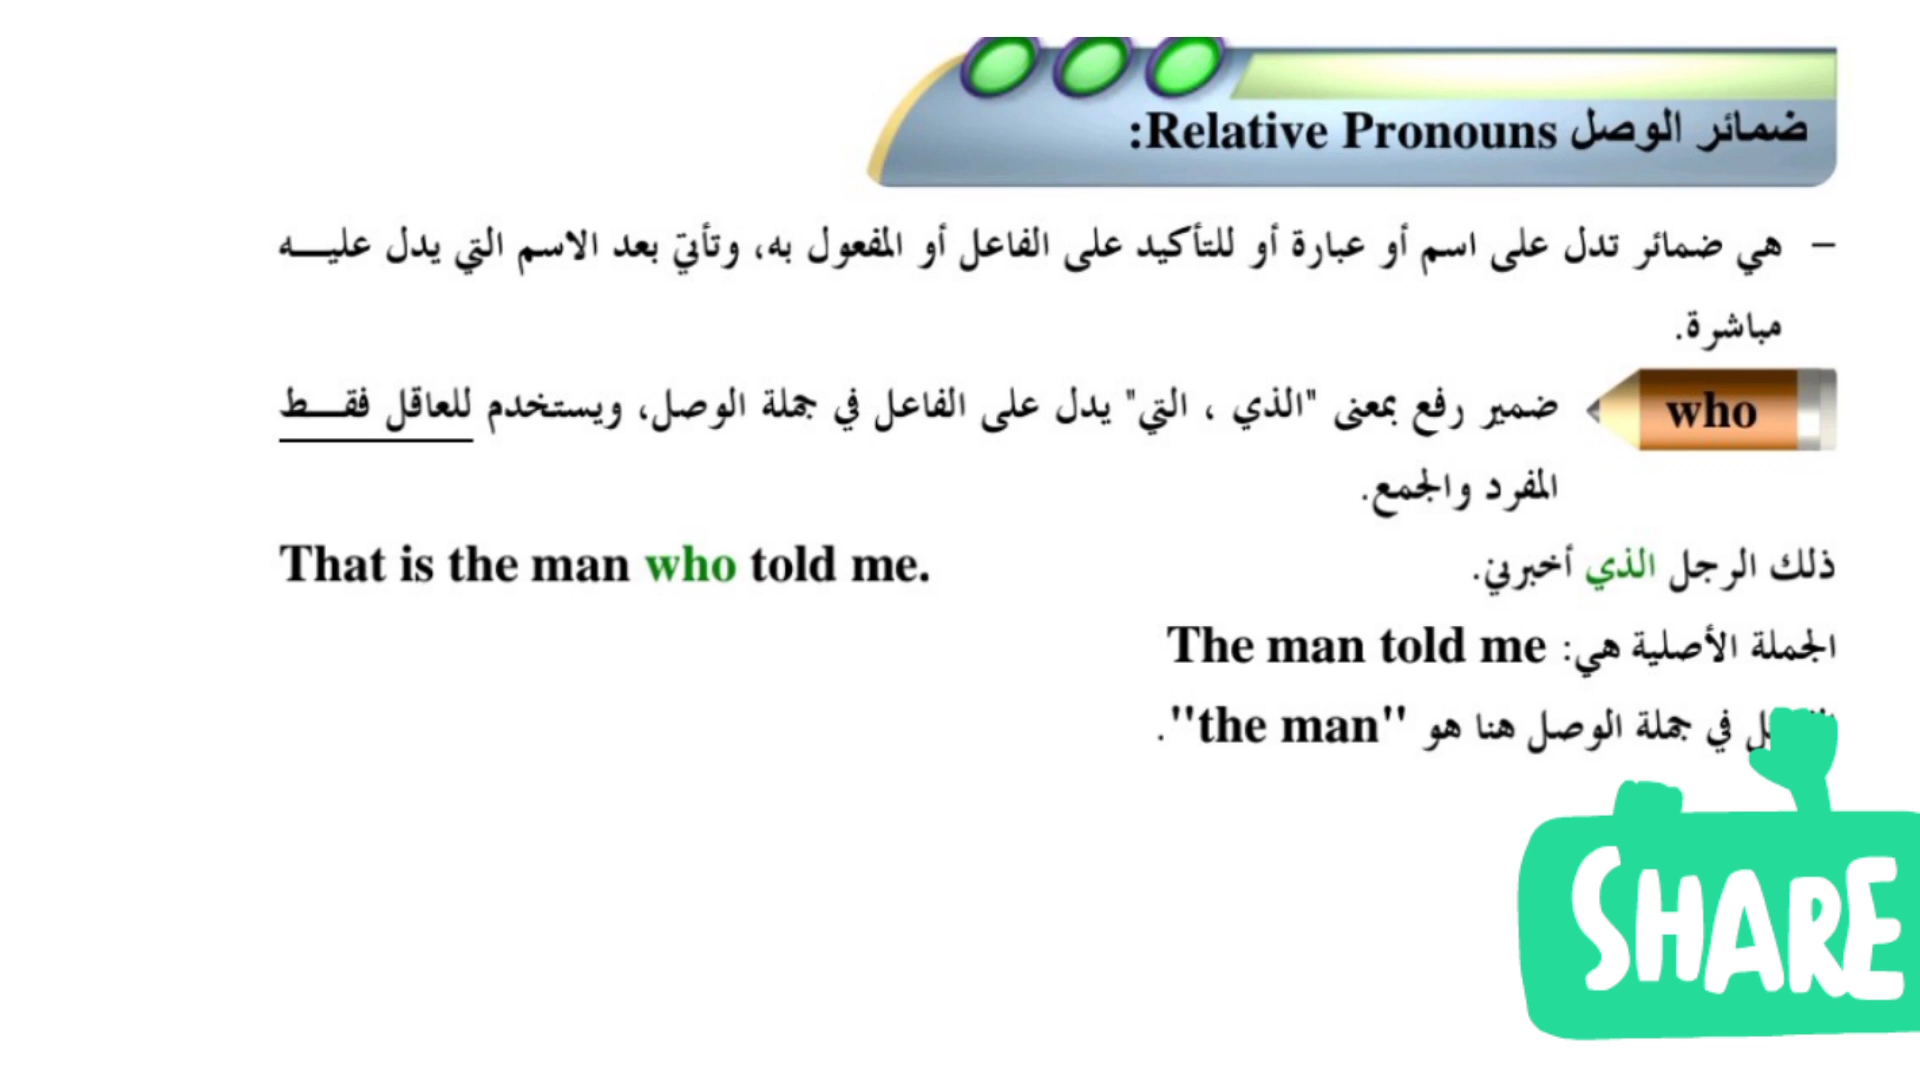 ضمائر الوصل Relative Pronouns:
– هي ضمائر تدل على اسم أو عبارة أو للتأكيد على الفاعل أو المفعول به، وتأتي بعد الاسم التي يدل عليـــه
مباشرة.
who
ضمير رفع بمعنى "الذي ، التي" يدل على الفاعل في جملة الوصل، ويستخدم للعاقل فقـــط
المفرد والجمع.
ذلك الرجل الذي أخبرني.
That is the man who told me.
الجملة الأصلية هي: The man told me
في جملة الوصل هنا هو "the man".
SHARE